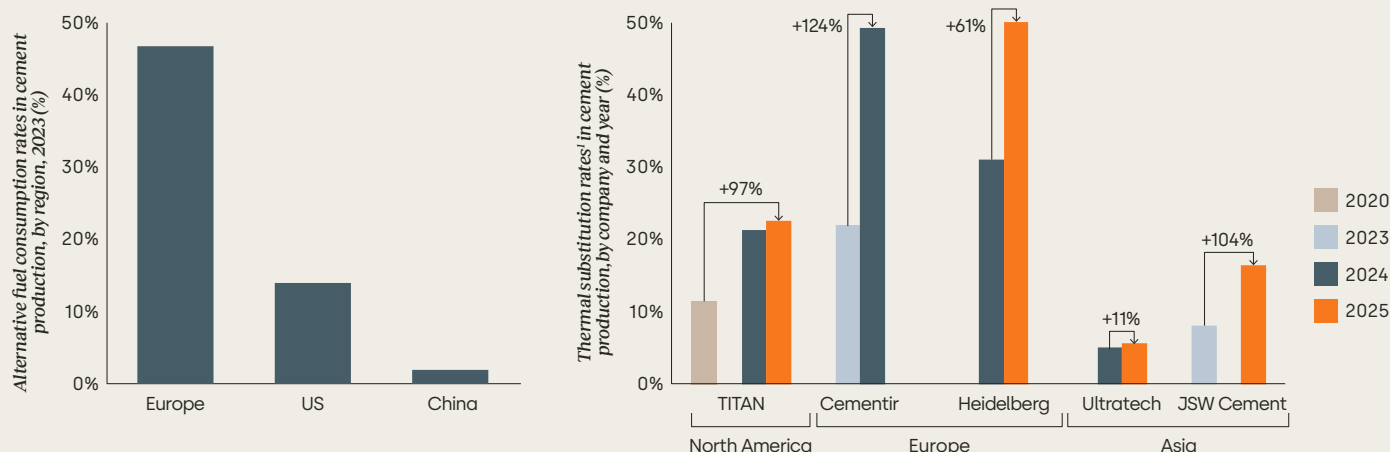 Alternative fuel consumption rates in cement
production, by region, 2023 (%)
50%
40%
30%
20%
10%
0%
Europe
US
China
Thermal substitution rates¹ in cement
production, by company and year (%)
50%
40%
30%
20%
10%
0%
+97%
+124%
+61%
+11%
+104%
TITAN
Cementir
Heidelberg
Ultratech
JSW Cement
North America
Europe
Asia
2020
2023
2024
2025